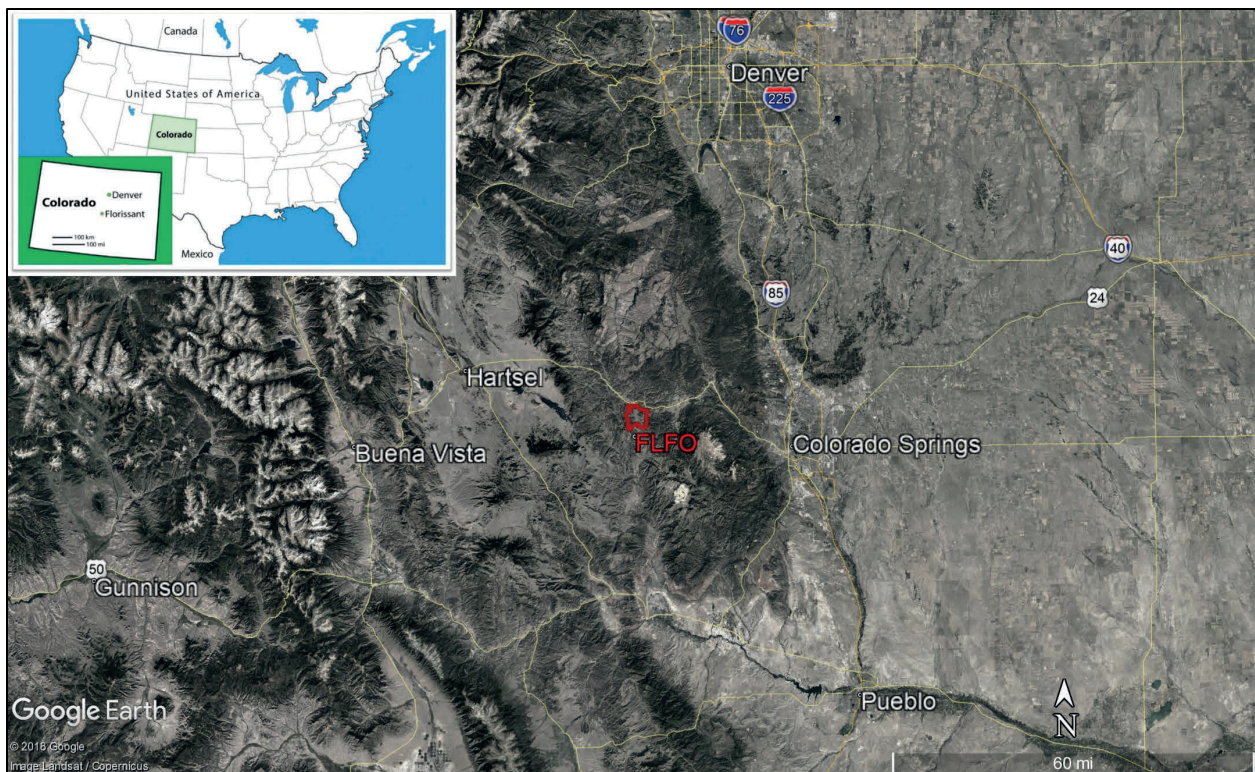 Canada
United States of America
Colorado
Colorado
Denver
Florissant
100 km
100 mi
Mexico
76
Denver
225
40
85
24
Hartsel
FLFO
Buena Vista
Colorado Springs
50
Gunnison
Pueblo
N
Google Earth
© 2018 Google
Image Landsat / Copernicus
60 mi